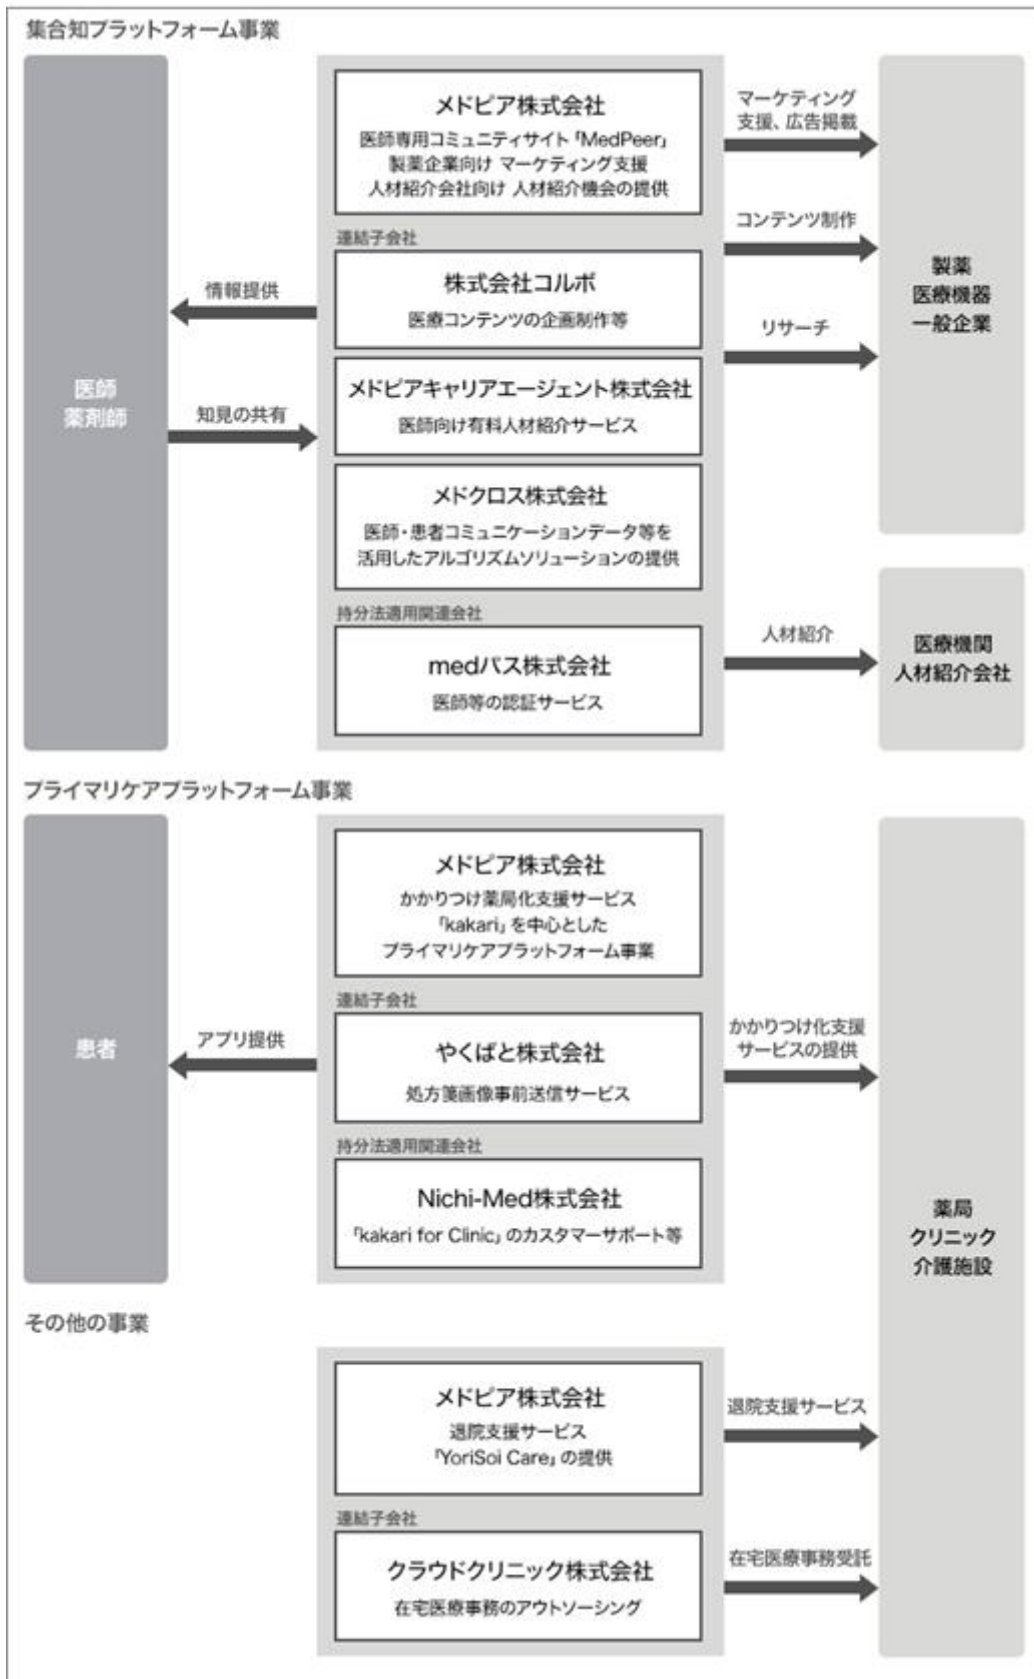 集合知プラットフォーム事業
医師
薬剤師
情報提供
知見の共有
メドピア株式会社
医師専用コミュニティサイト「MedPeer」
製薬企業向け マーケティング支援
人材紹介会社向け 人材紹介機会の提供
連結子会社
株式会社コルボ
医療コンテンツの企画制作等
メドピアキャリアエージェント株式会社
医師向け有料人材紹介サービス
メドクロス株式会社
医師・患者コミュニケーションデータ等を
活用したアルゴリズムソリューションの提供
持分法適用関連会社
medパス株式会社
医師等の認証サービス
マーケティング
支援、広告掲載
コンテンツ制作
リサーチ
人材紹介
製薬
医療機器
一般企業
医療機関
人材紹介会社
プライマリケアプラットフォーム事業
患者
アプリ提供
メドピア株式会社
かかりつけ薬局化支援サービス
「kakari」を中心とした
プライマリケアプラットフォーム事業
連結子会社
やくばと株式会社
処方箋画像事前送信サービス
持分法適用関連会社
Nichi-Med株式会社
「kakari for Clinic」のカスタマーサポート等
かかりつけ化支援
サービスの提供
薬局
クリニック
介護施設
その他の事業
メドピア株式会社
退院支援サービス
「YoriSoi Care」の提供
連結子会社
クラウドクリニック株式会社
在宅医療事務のアウトソーシング
退院支援サービス
在宅医療事務受託